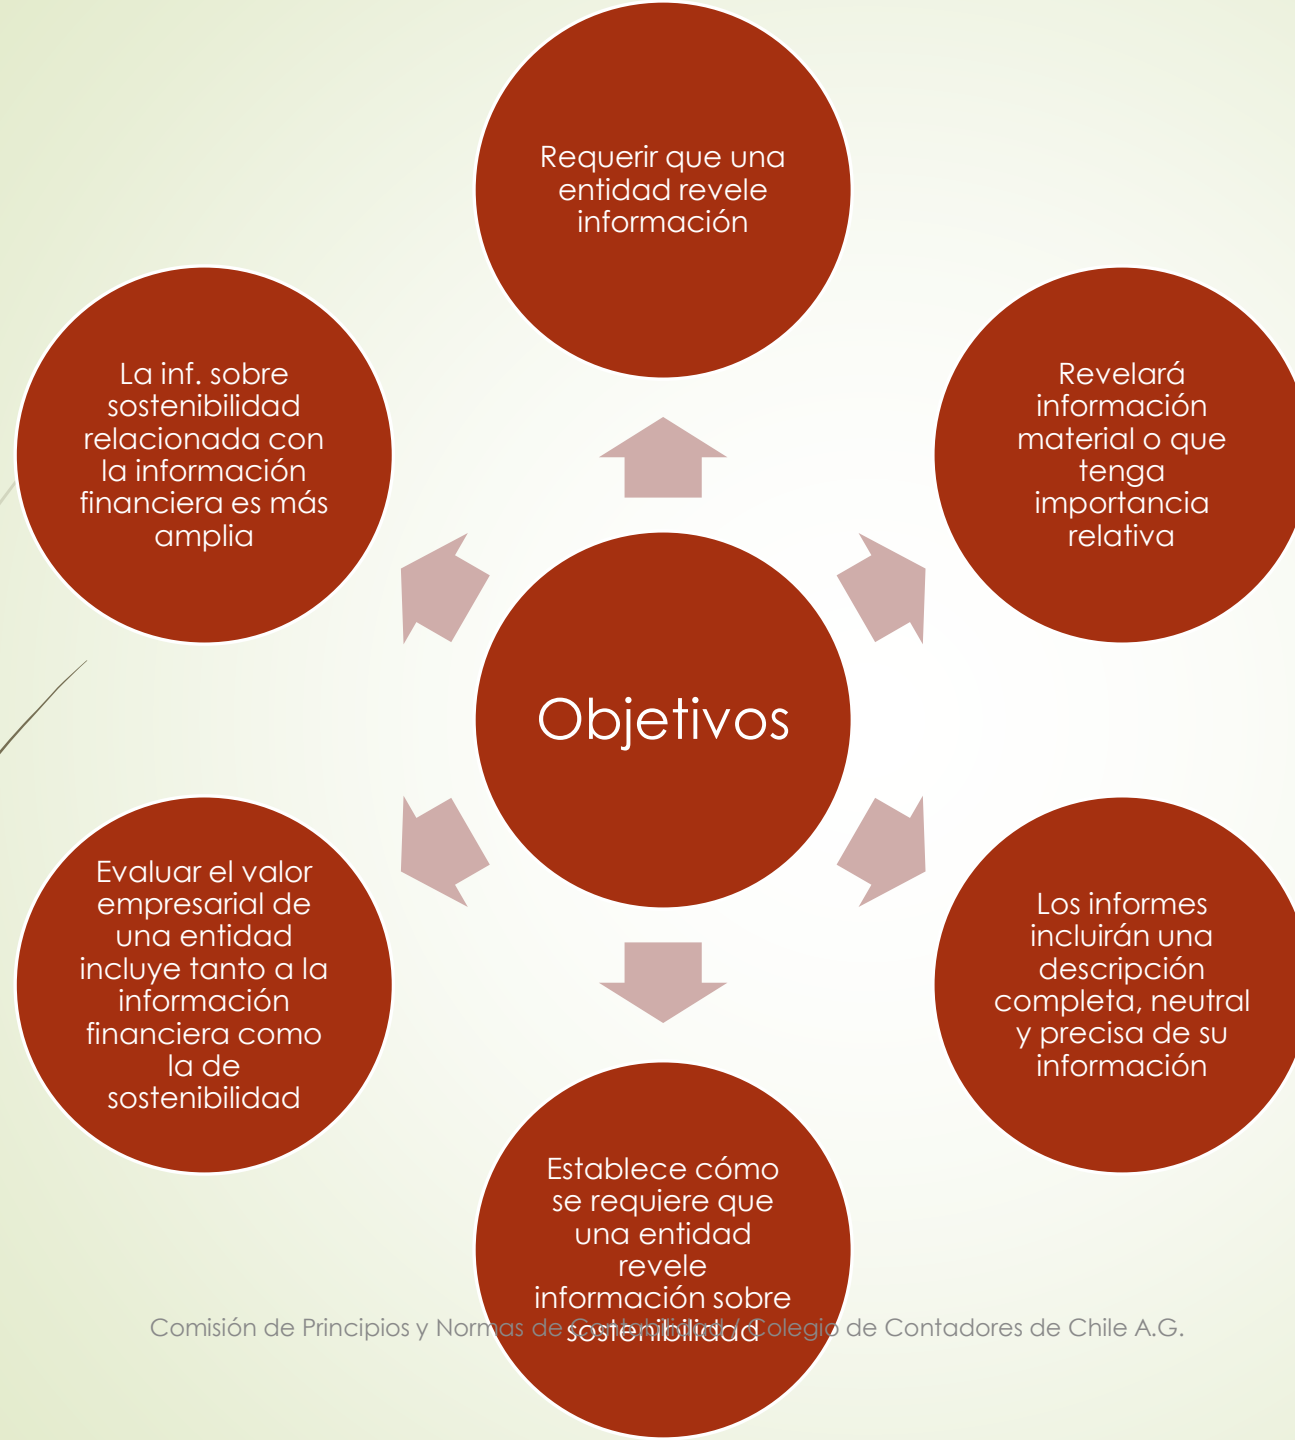 Requerir que una
entidad revele
información
Revelará
información
material o que
tenga
importancia
relativa
Los informes
incluirán una
descripción
completa, neutral
y precisa de su
información
Establece cómo
se requiere que
una entidad
revele
información sobre
sostenibilidad
Evaluar el valor
empresarial de
una entidad
incluye tanto a la
información
financiera como
la de
sostenibilidad
La inf. sobre
sostenibilidad
relacionada con
la información
financiera es más
amplia
Objetivos
Comisión de Principios y Normas de Contabilidad / Colegio de Contadores de Chile A.G.